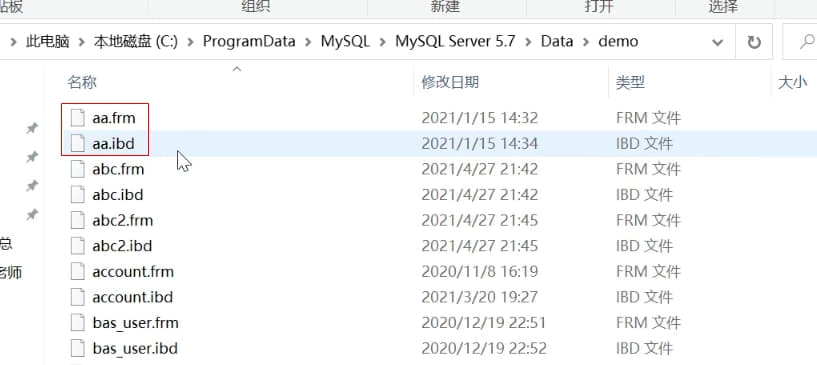 贴板 组织 新建 打开 选择
此电脑 本地磁盘 (C:) ProgramData MySQL MySQL Server 5.7 Data demo
名称 修改日期 类型 大小
aa.frm 2021/1/15 14:32 FRM 文件
aa.ibd 2021/1/15 14:34 IBD 文件
abc.frm 2021/4/27 21:42 FRM 文件
abc.ibd 2021/4/27 21:42 IBD 文件
abc2.frm 2021/4/27 21:45 FRM 文件
abc2.ibd 2021/4/27 21:45 IBD 文件
总
account.frm 2020/11/8 16:19 FRM 文件
老师
account.ibd 2021/3/20 19:27 IBD 文件
bas_user.frm 2020/12/19 22:51 FRM 文件
bas_user.ibd 2020/12/19 22:52 IBD 文件